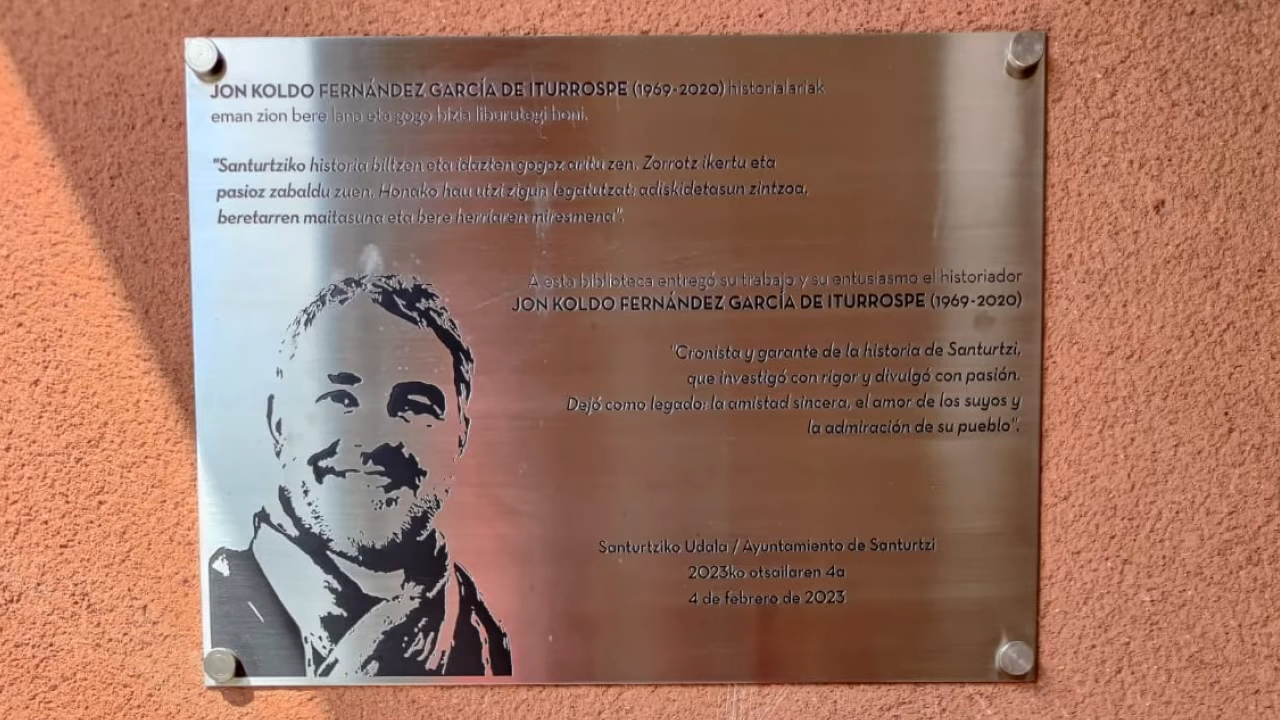 JON KOLDO FERNÁNDEZ GARCÍA DE ITURROSPE (1969-2020) historialariak
eman zion bere lana eta gogo bizia liburutegi honi.
"Santurtziko historia biltzen eta idazten gogoz aritu zen. Zorrotz ikertu eta
pasioz zabaldu zuen. Honako hau utzi zigun legatutzat: adiskidetasun zintzoa,
beretarren maitasuna eta bere herriaren miresmena".
A esta biblioteca entregó su trabajo y su entusiasmo el historiador
JON KOLDO FERNÁNDEZ GARCÍA DE ITURROSPE (1969-2020)
"Cronista y garante de la historia de Santurtzi,
que investigó con rigor y divulgó con pasión.
Dejó como legado: la amistad sincera, el amor de los suyos y
la admiración de su pueblo".
Santurtziko Udala / Ayuntamiento de Santurtzi
2023ko otsailaren 4a
4 de febrero de 2023